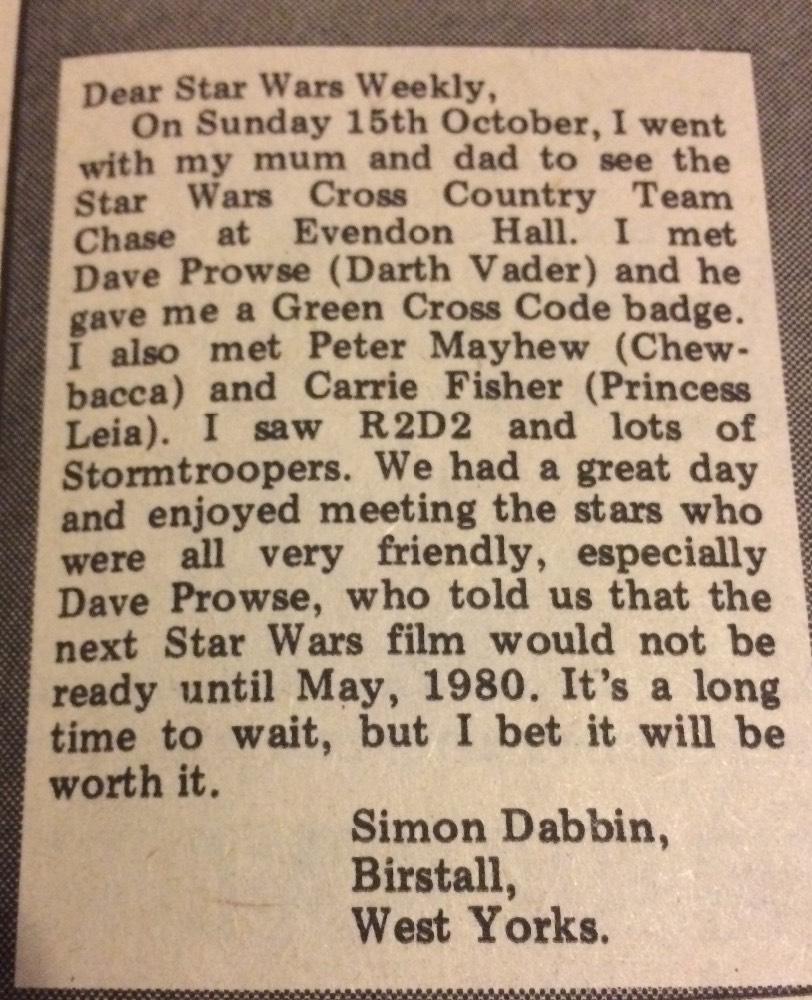 Dear Star Wars Weekly,
On Sunday 15th October, I went
with my mum and dad to see the
Star Wars Cross Country Team
Chase at Evendon Hall. I met
Dave Prowse (Darth Vader) and he
gave me a Green Cross Code badge.
I also met Peter Mayhew (Chew-
bacca) and Carrie Fisher (Princess
Leia). I saw R2D2 and lots of
Stormtroopers. We had a great day
and enjoyed meeting the stars who
were all very friendly, especially
Dave Prowse, who told us that the
next Star Wars film would not be
ready until May, 1980. It's a long
time to wait, but I bet it will be
worth it.
Simon Dabbin,
Birstall,
West Yorks.